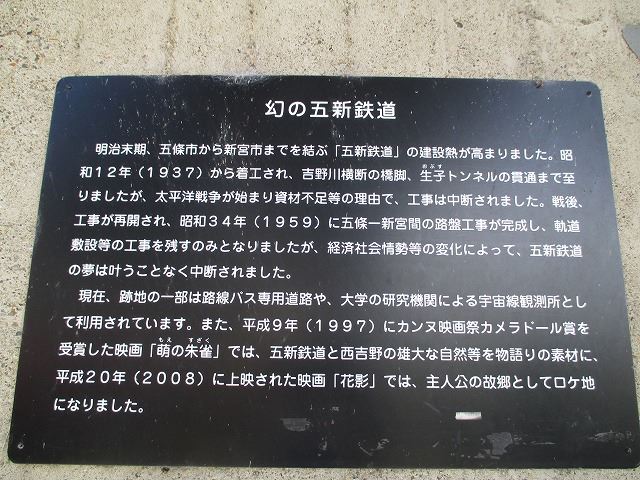 幻の五新鉄道
明治末期、五條市から新宮市までを結ぶ「五新鉄道」の建設熱が高まりました。昭
和12年（1937）から着工され、吉野川横断の橋脚、生子トンネルの貫通まで至
おぶす
りましたが、太平洋戦争が始まり資材不足等の理由で、工事は中断されました。戦後、
工事が再開され、昭和34年（1959）に五條－新宮間の路盤工事が完成し、軌道
敷設等の工事を残すのみとなりましたが、経済社会情勢等の変化によって、五新鉄道
の夢は叶うことなく中断されました。
現在、跡地の一部は路線バス専用道路や、大学の研究機関による宇宙線観測所とし
て利用されています。また、平成9年（1997）にカンヌ映画祭カメラドール賞を
もえ すざく
受賞した映画「萌の朱雀」では、五新鉄道と西吉野の雄大な自然等を物語りの素材に、
平成20年（2008）に上映された映画「花影」では、主人公の故郷としてロケ地
になりました。